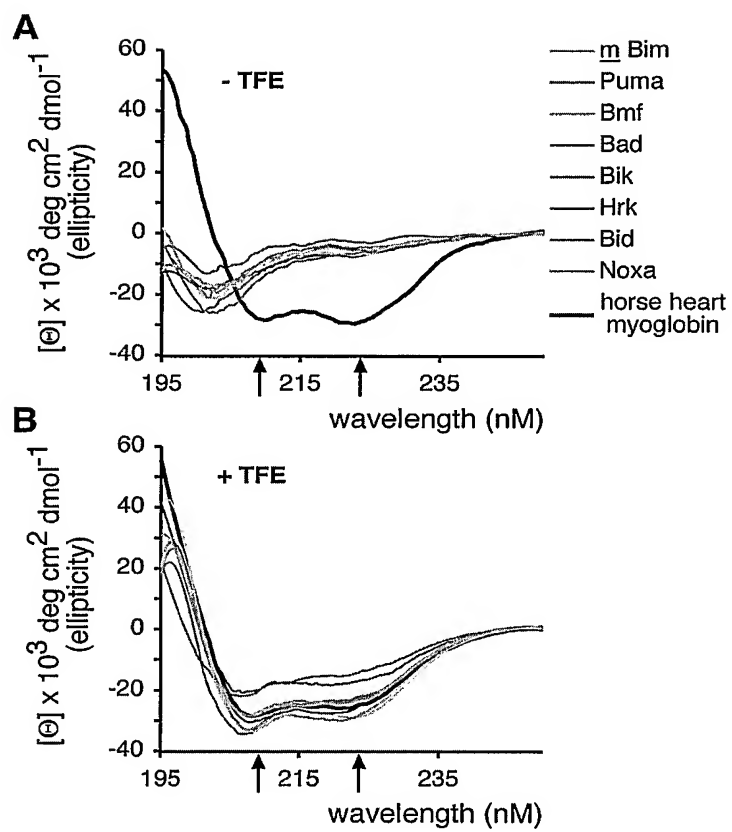 A
60
40
20
0
-20
-40
[Θ] x 10³ deg cm² dmol⁻¹
(ellipticity)
- TFE
195
215
235
wavelength (nM)
m Bim
Puma
Bmf
Bad
Bik
Hrk
Bid
Noxa
horse heart
myoglobin
B
60
40
20
0
-20
-40
[Θ] x 10³ deg cm² dmol⁻¹
(ellipticity)
+ TFE
195
215
235
wavelength (nM)